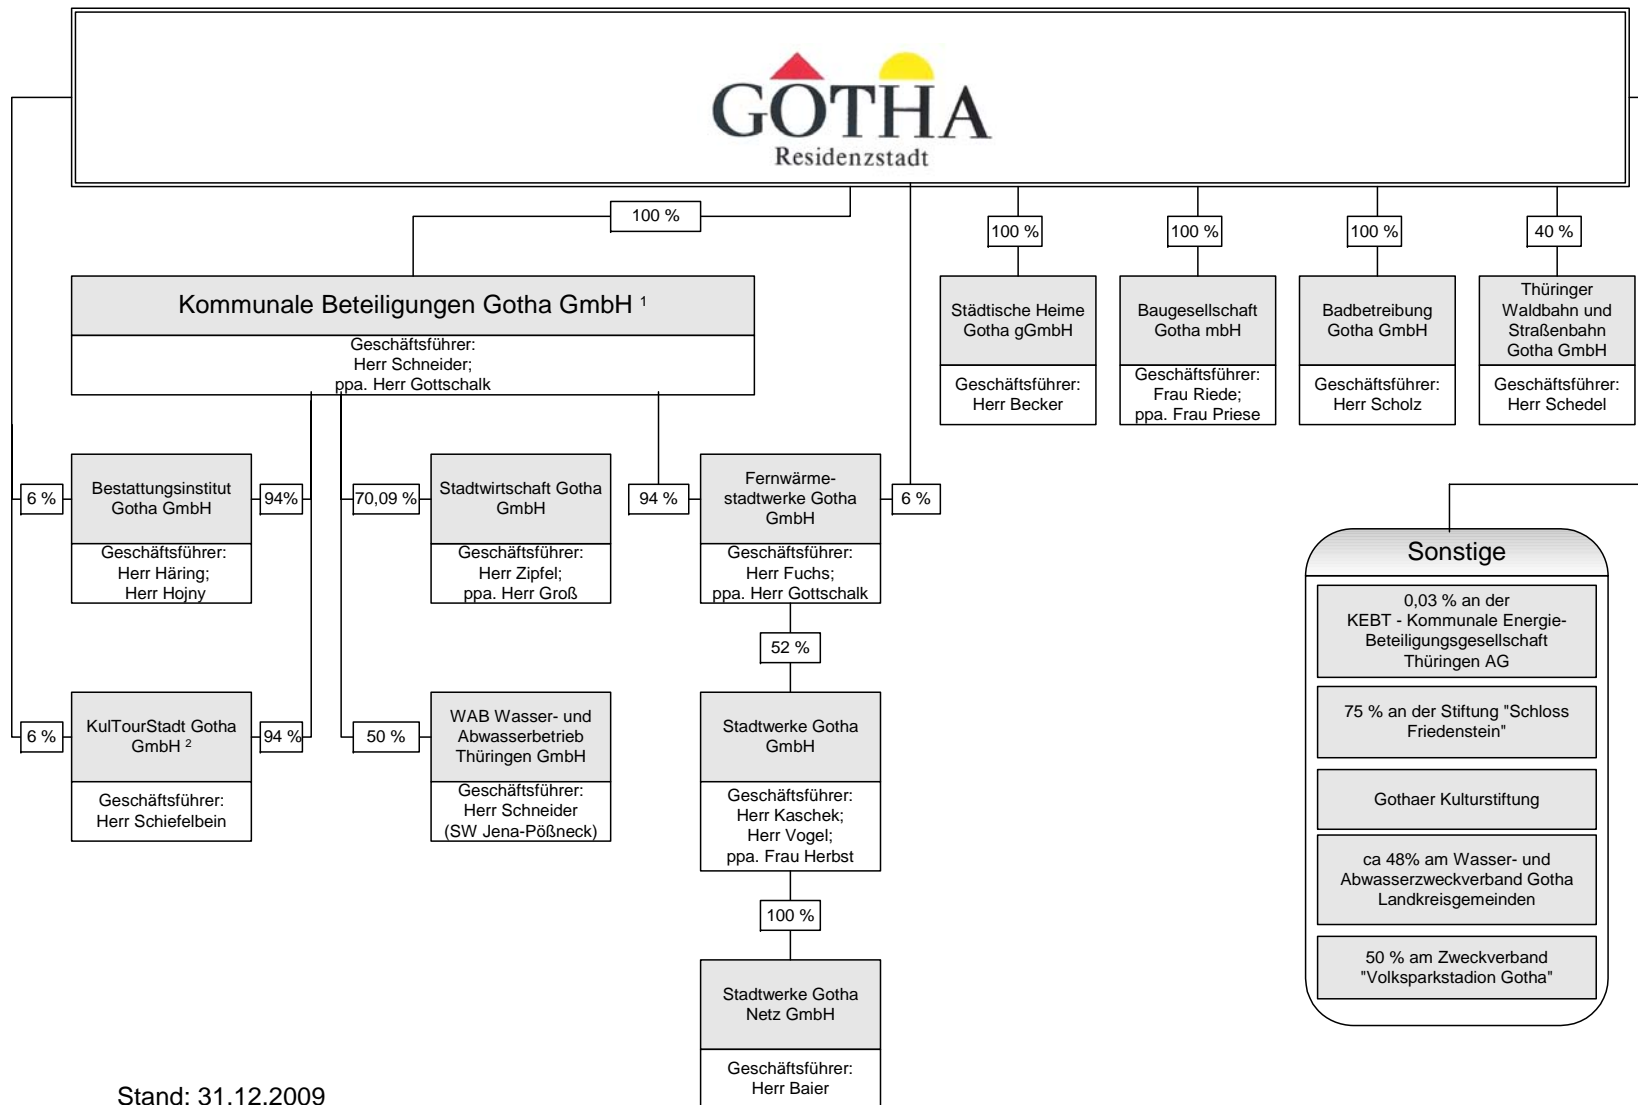 GOTHA
Residenzstadt
100 %
100 %
100 %
100 %
40 %
Kommunale Beteiligungen Gotha GmbH ¹
Geschäftsführer:
Herr Schneider;
ppa. Herr Gottschalk
Städtische Heime
Gotha gGmbH
Geschäftsführer:
Herr Becker
Baugesellschaft
Gotha mbH
Geschäftsführer:
Frau Riede;
ppa. Frau Priese
Badbetreibung
Gotha GmbH
Geschäftsführer:
Herr Scholz
Thüringer
Waldbahn und
Straßenbahn
Gotha GmbH
Geschäftsführer:
Herr Schedel
6 %
Bestattungsinstitut
Gotha GmbH
Geschäftsführer:
Herr Häring;
Herr Hojny
94%
70,09 %
Stadtwirtschaft Gotha
GmbH
Geschäftsführer:
Herr Zipfel;
ppa. Herr Groß
94 %
Fernwärme-
stadtwerke Gotha
GmbH
Geschäftsführer:
Herr Fuchs;
ppa. Herr Gottschalk
6 %
52 %
6 %
KulTourStadt Gotha
GmbH ²
Geschäftsführer:
Herr Schiefelbein
94 %
50 %
WAB Wasser- und
Abwasserbetrieb
Thüringen GmbH
Geschäftsführer:
Herr Schneider
(SW Jena-Pößneck)
Stadtwerke Gotha
GmbH
Geschäftsführer:
Herr Kaschek;
Herr Vogel;
ppa. Frau Herbst
100 %
Stadtwerke Gotha
Netz GmbH
Geschäftsführer:
Herr Baier
Sonstige
0,03 % an der
KEBT - Kommunale Energie-
Beteiligungsgesellschaft
Thüringen AG
75 % an der Stiftung "Schloss
Friedenstein"
Gothaer Kulturstiftung
ca 48% am Wasser- und
Abwasserzweckverband Gotha
Landkreisgemeinden
50 % am Zweckverband
"Volksparkstadion Gotha"
Stand: 31.12.2009